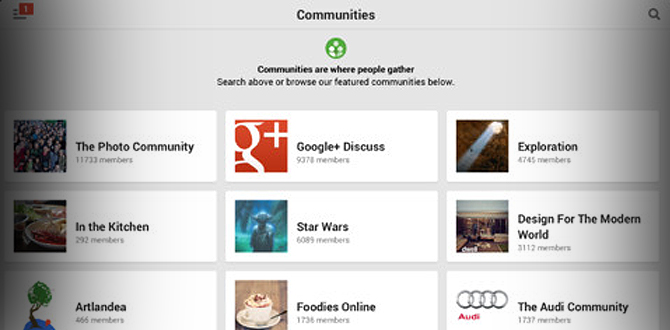 1
Communities
Communities are where people gather
Search above or browse our featured communities below.
The Photo Community
11733 members
g+
Google+ Discuss
9378 members
Exploration
4745 members
In the Kitchen
292 members
Star Wars
6089 members
Design For The Modern
World
3112 members
Artlandea
466 members
Foodies Online
1736 members
Audi
The Audi Community
1737 members